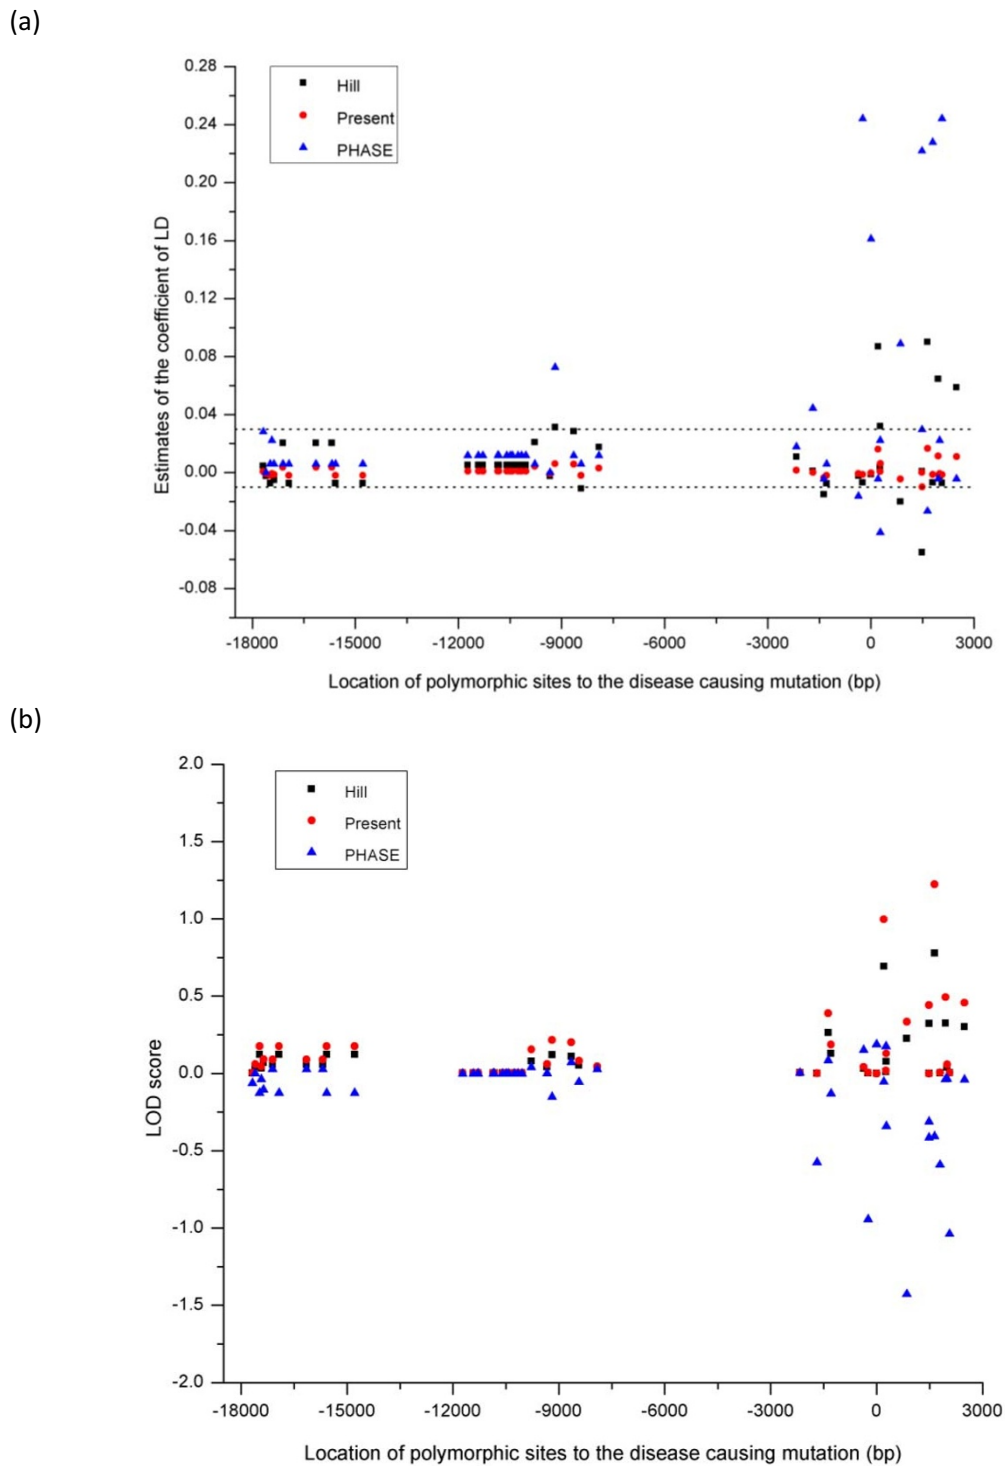 (a)
0.28
0.24
0.20
0.16
0.12
0.08
0.04
0.00
-0.04
-0.08
Estimates of the coefficient of LD
Hill
Present
PHASE
-18000 -15000 -12000 -9000 -6000 -3000 0 3000
Location of polymorphic sites to the disease causing mutation (bp)
(b)
2.0
1.5
1.0
0.5
0.0
-0.5
-1.0
-1.5
-2.0
LOD score
Hill
Present
PHASE
-18000 -15000 -12000 -9000 -6000 -3000 0 3000
Location of polymorphic sites to the disease causing mutation (bp)